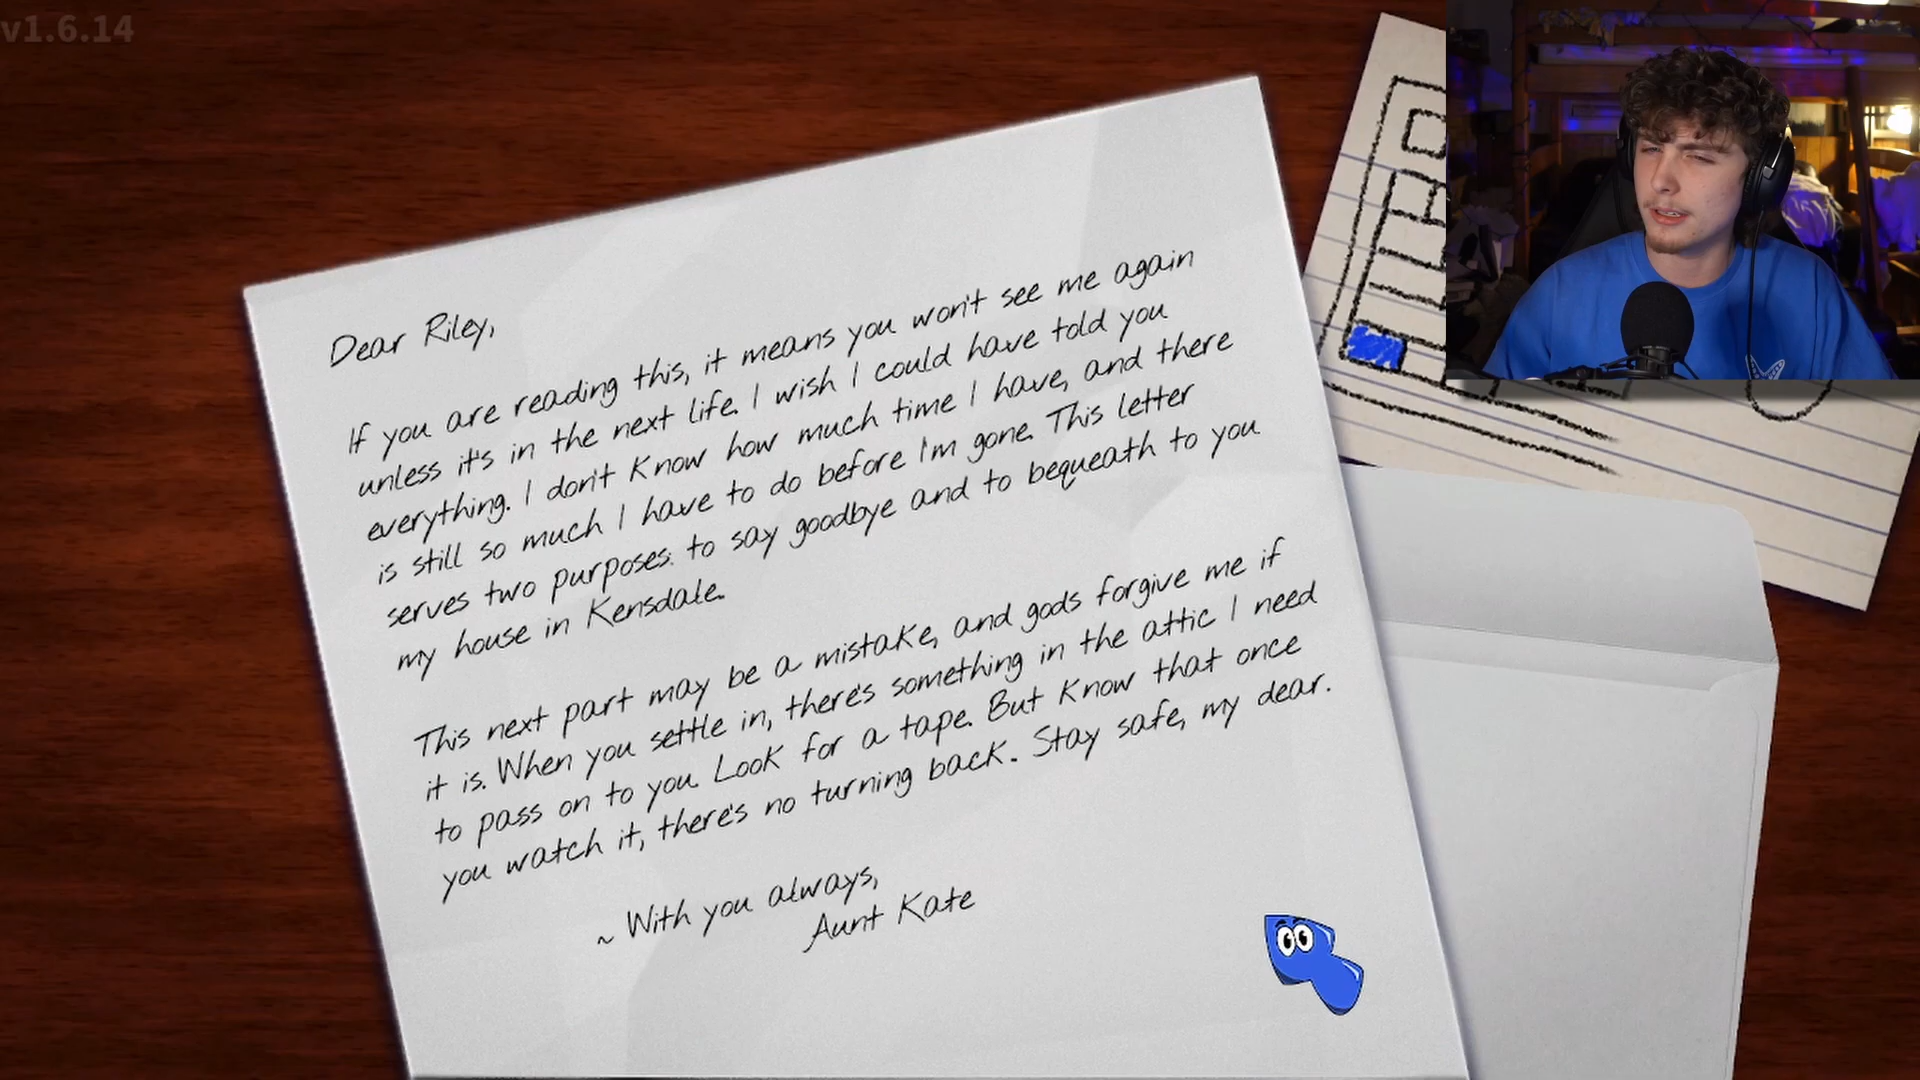 v1.6.14
Dear Riley,
If you are reading this, it means you won't see me again
unless it's in the next life. I wish I could have told you
everything. I don't know how much time I have, and there
is still so much I have to do before I'm gone. This letter
serves two purposes: to say goodbye and to bequeath to you
my house in Kensdale.
This next part may be a mistake, and gods forgive me if
it is. When you settle in, there's something in the attic I need
to pass on to you. Look for a tape. But know that once
you watch it, there's no turning back. Stay safe, my dear.
~ With you always,
Aunt Kate